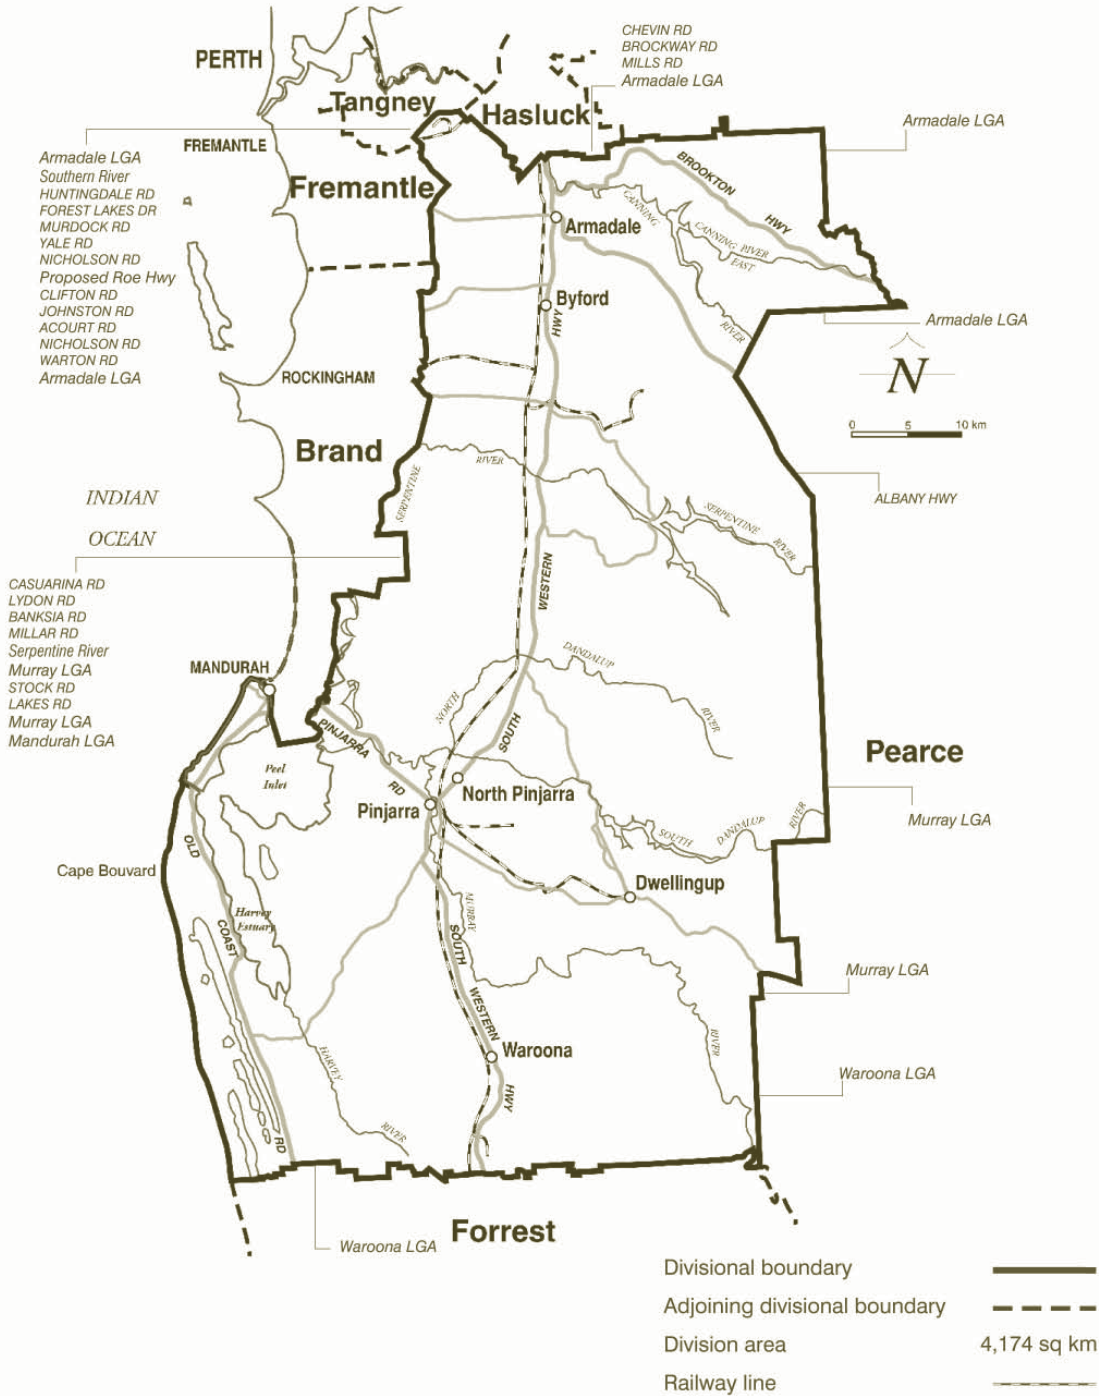 CHEVIN RD
BROCKWAY RD
MILLS RD
Armadale LGA
PERTH
Tangney
Hasluck
Armadale LGA
FREMANTLE
Fremantle
Armadale LGA
Southern River
HUNTINGDALE RD
FOREST LAKES DR
MURDOCK RD
YALE RD
NICHOLSON RD
Proposed Roe Hwy
CLIFTON RD
JOHNSTON RD
ACOURT RD
NICHOLSON RD
WARTON RD
Armadale LGA
BROOKTON
HWY
CANNING
CANNING RIVER
EAST
RIVER
Armadale
Byford
HWY
Armadale LGA
N
0 5 10 km
ROCKINGHAM
Brand
SERPENTINE
RIVER
SERPENTINE
RIVER
ALBANY HWY
INDIAN
OCEAN
CASUARINA RD
LYDON RD
BANKSIA RD
MILLAR RD
Serpentine River
Murray LGA
STOCK RD
LAKES RD
Murray LGA
Mandurah LGA
WESTERN
MANDURAH
DANDALUP
NORTH
RIVER
SOUTH
PINJARRA
RD
Pearce
Peel
Inlet
North Pinjarra
Pinjarra
Murray LGA
SOUTH
DANDALUP
RIVER
OLD
Cape Bouvard
Dwellingup
Harvey
Estuary
COAST
MURRAY
SOUTH
WESTERN
Murray LGA
RIVER
Waroona
HARVEY
Waroona LGA
HWY
RD
RIVER
Forrest
Waroona LGA
Divisional boundary
Adjoining divisional boundary
Division area 4,174 sq km
Railway line